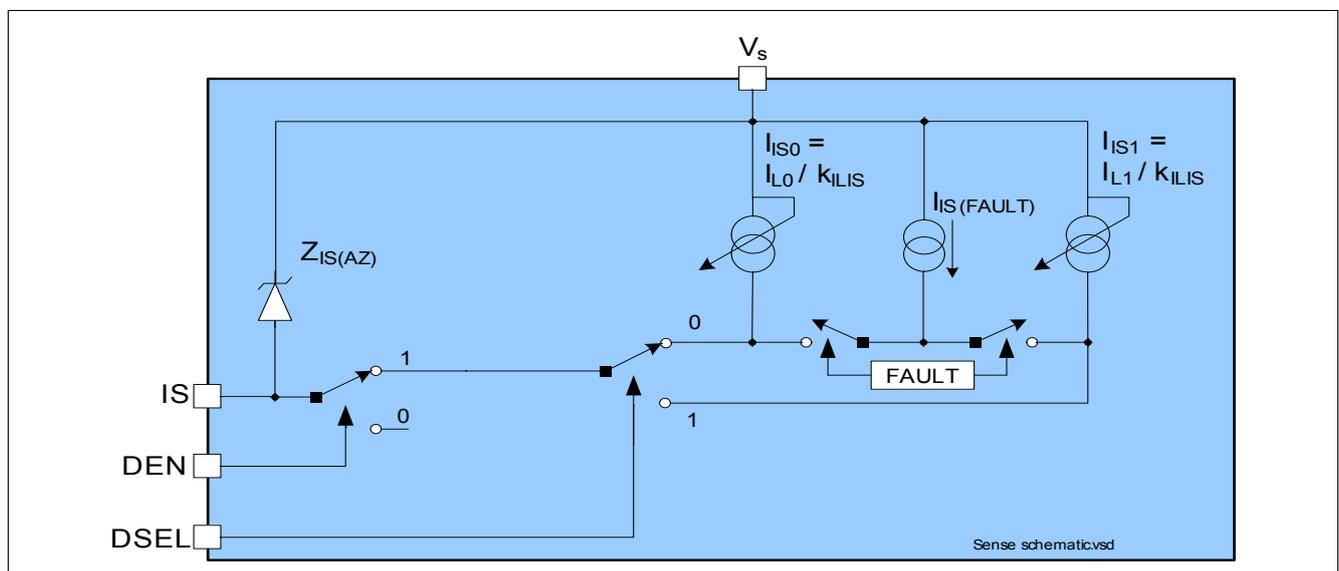 Vs
IIS0 =
IL0 / kILIS
IIS1 =
IL1 / kILIS
IIS(FAULT)
ZIS(AZ)
0
1
FAULT
IS
0
1
DEN
DSEL
Sense schematic.vsd